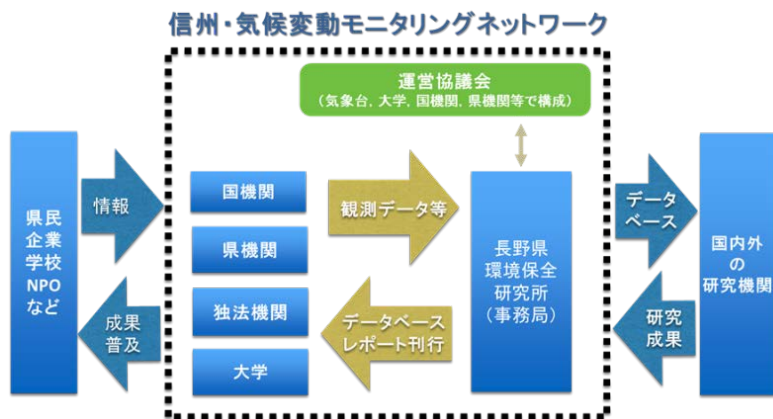 信州・気候変動モニタリングネットワーク
運営協議会
(気象台, 大学, 国機関, 県機関等で構成)
県民
企業
学校
NPO
など
情報
成果
普及
国機関
県機関
独法機関
大学
観測データ等
データベース
レポート刊行
長野県
環境保全
研究所
(事務局)
データ
ベース
研究
成果
国内外
の
研究機関